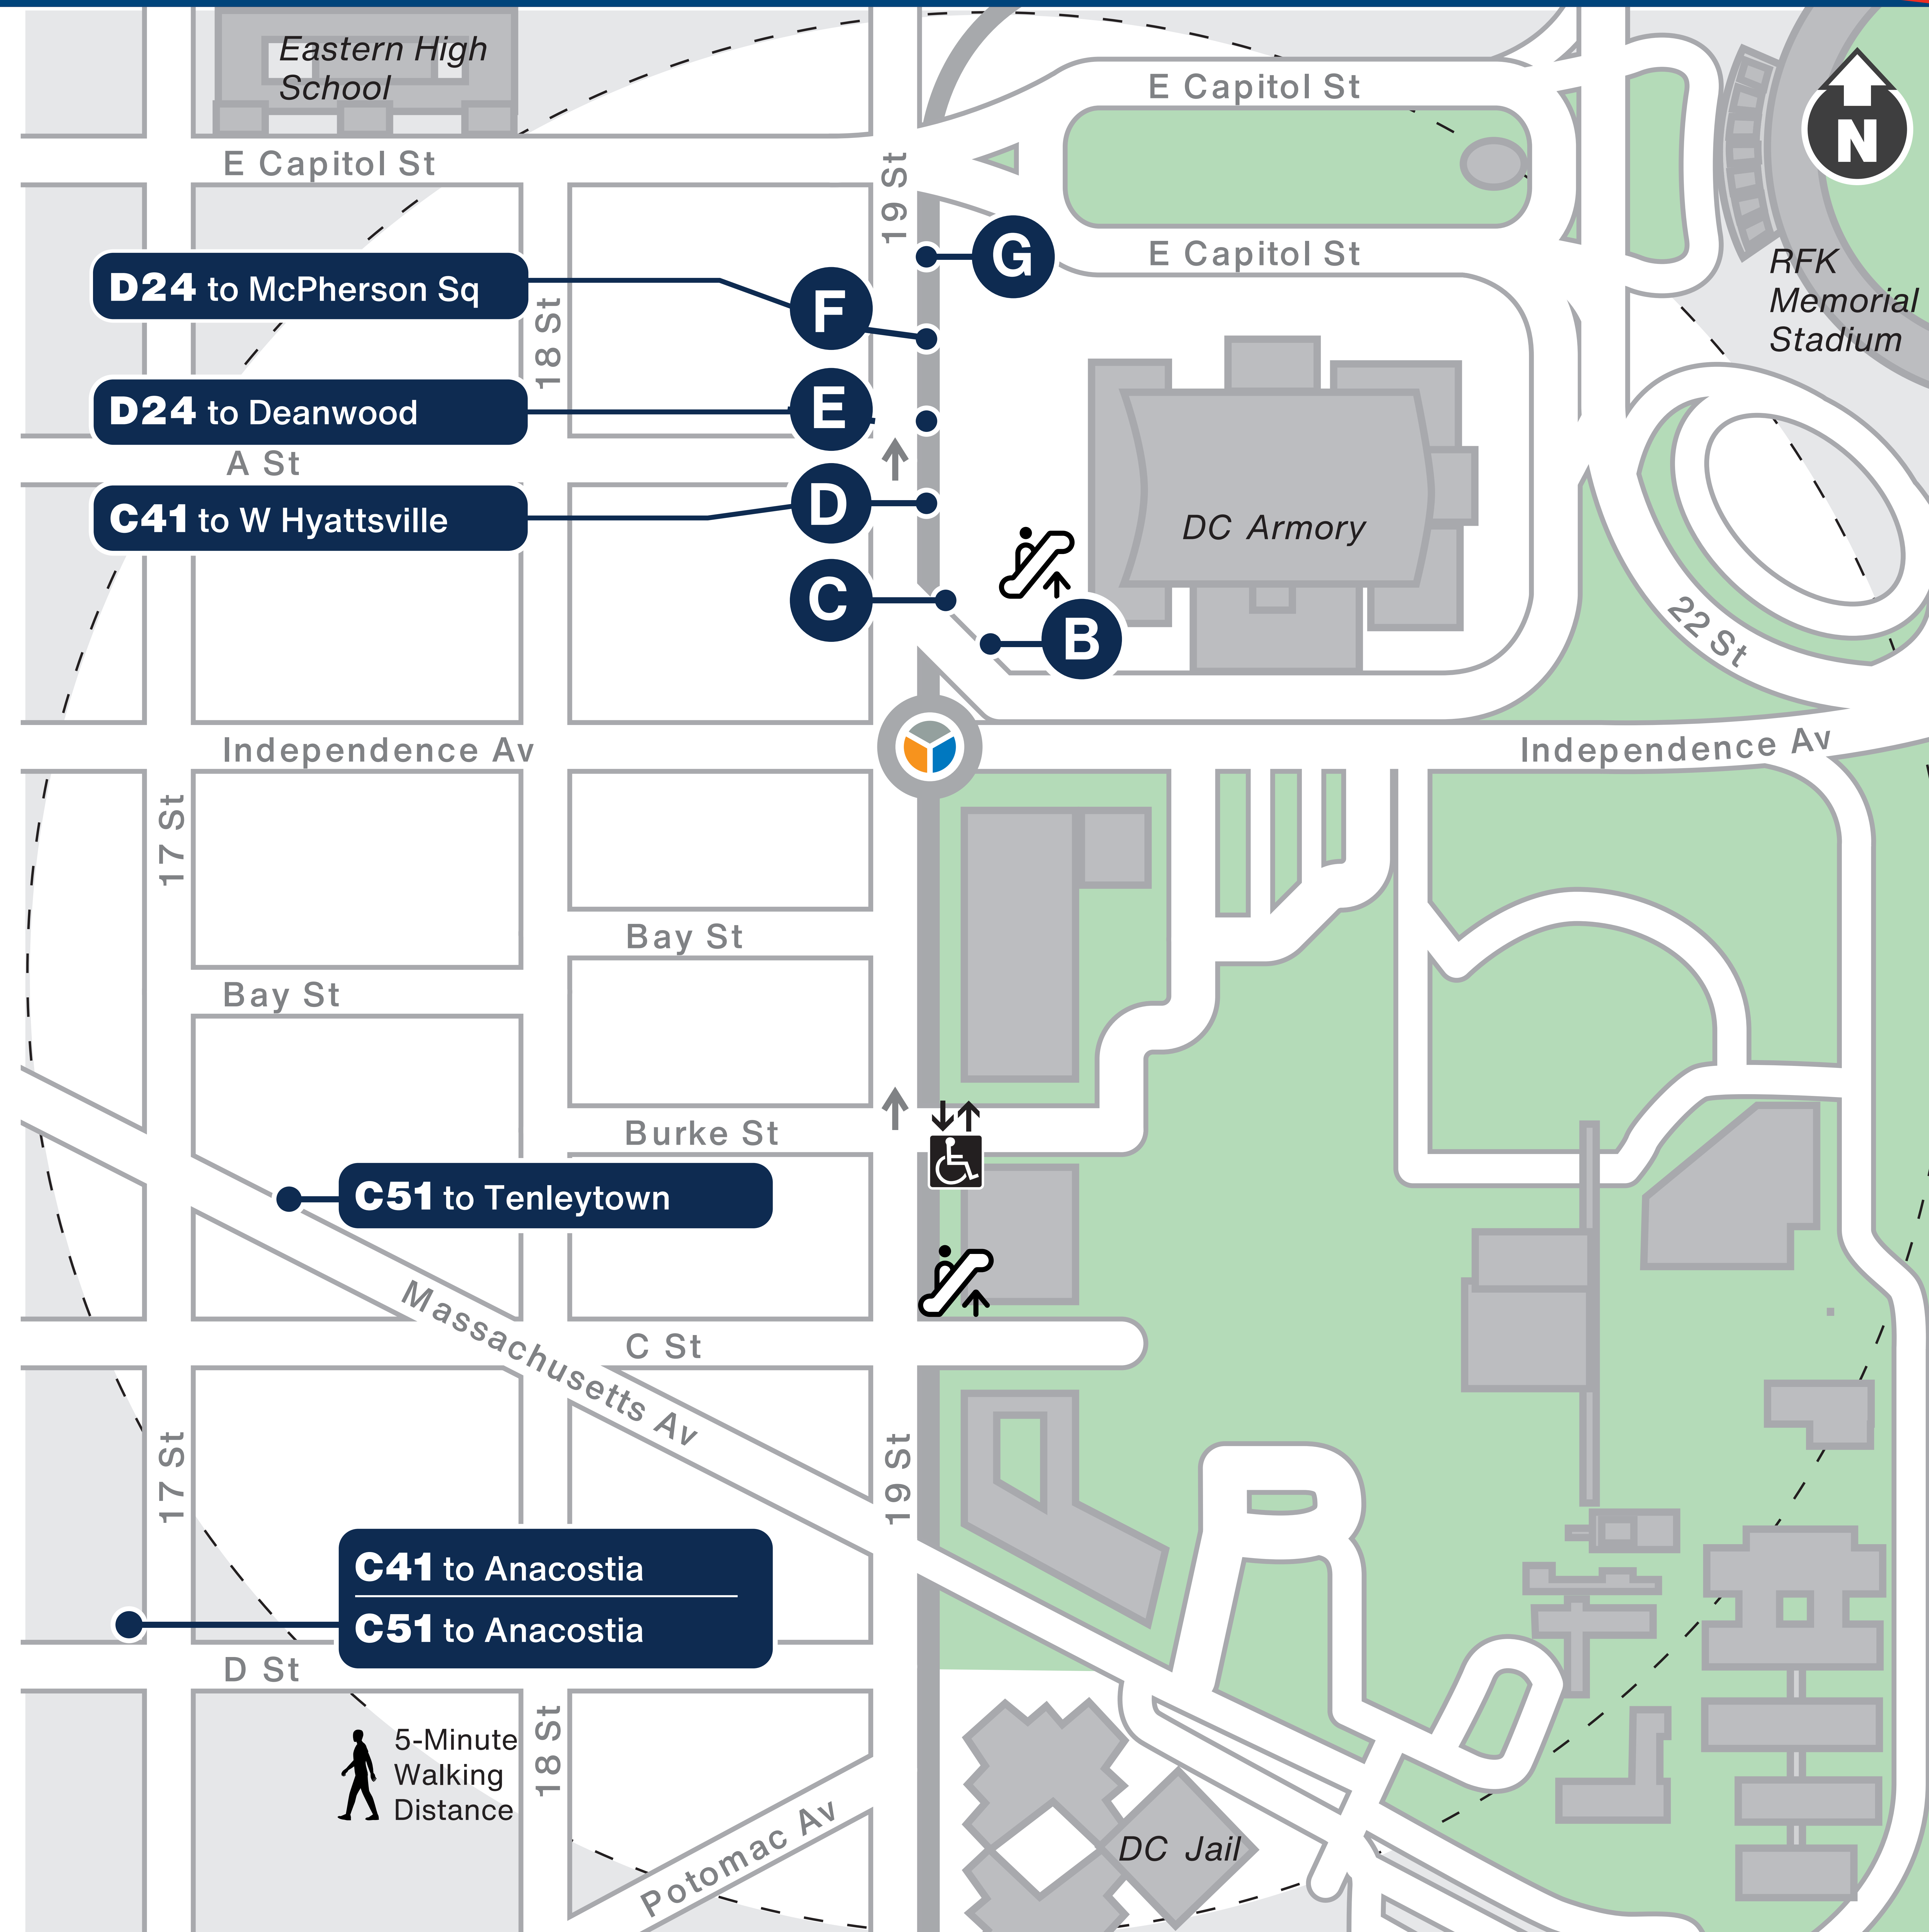 Eastern High
School
E Capitol St
N
E Capitol St
19 St
G
E Capitol St
RFK
Memorial
Stadium
D24 to McPherson Sq
F
18 St
D24 to Deanwood
E
A St
C41 to W Hyattsville
D
DC Armory
C
B
22 St
Independence Av
Independence Av
17 St
Bay St
Bay St
Burke St
C51 to Tenleytown
Massachusetts Av
C St
17 St
19 St
C41 to Anacostia
C51 to Anacostia
D St
5-Minute
Walking
Distance
18 St
Potomac Av
DC Jail